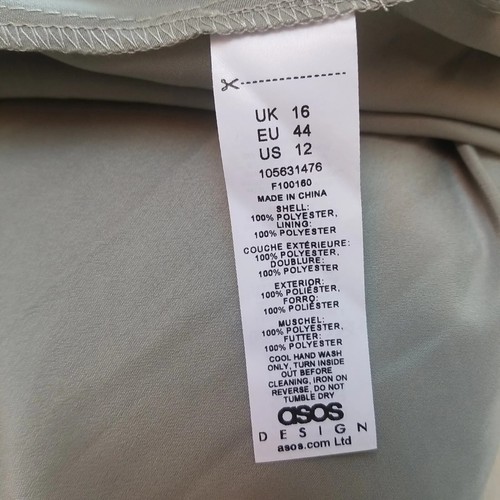 UK 16
EU 44
US 12
105631476
F100160
MADE IN CHINA
SHELL:
100% POLYESTER,
LINING:
100% POLYESTER
COUCHE EXTÉRIEURE:
100% POLYESTER,
DOUBLURE:
100% POLYESTER
EXTERIOR:
100% POLIÉSTER,
FORRO:
100% POLIÉSTER
MUSCHEL:
100% POLYESTER,
FUTTER:
100% POLYESTER
COOL HAND WASH
ONLY, TURN INSIDE
OUT BEFORE
CLEANING, IRON ON
REVERSE, DO NOT
TUMBLE DRY
asos
DESIGN
asos.com Ltd